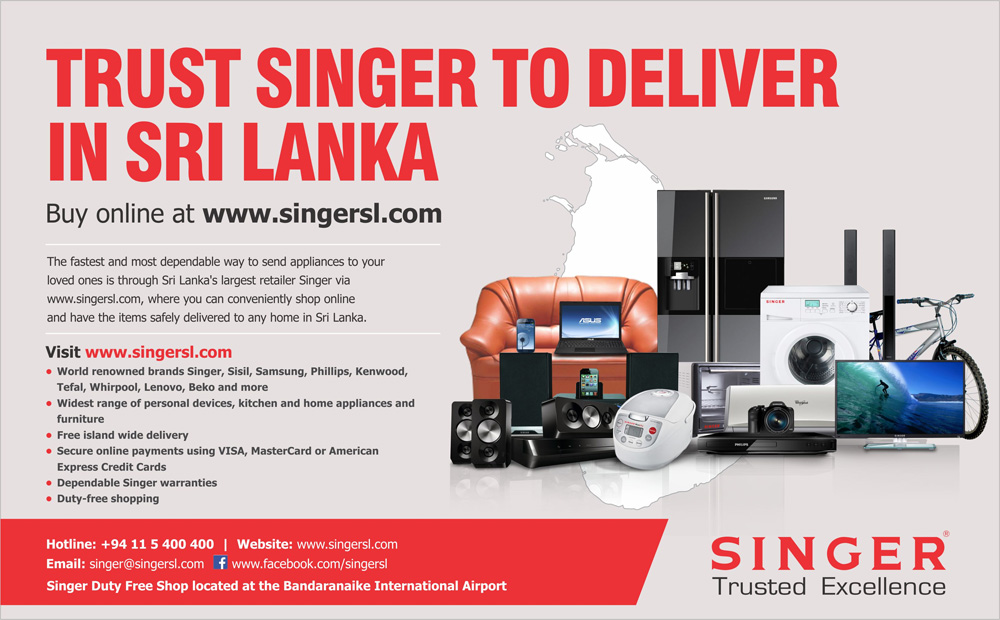 TRUST SINGER TO DELIVER
IN SRI LANKA
Buy online at www.singersl.com
The fastest and most dependable way to send appliances to your
loved ones is through Sri Lanka's largest retailer Singer via
www.singersl.com, where you can conveniently shop online
and have the items safely delivered to any home in Sri Lanka.
Visit www.singersl.com
• World renowned brands Singer, Sisil, Samsung, Phillips, Kenwood,
Tefal, Whirpool, Lenovo, Beko and more
• Widest range of personal devices, kitchen and home appliances and
furniture
• Free island wide delivery
• Secure online payments using VISA, MasterCard or American
Express Credit Cards
• Dependable Singer warranties
• Duty-free shopping
SAMSUNG
SINGER
ASUS
Whirlpool
PHILIPS
Hotline: +94 11 5 400 400 | Website: www.singersl.com
Email: singer@singersl.com f www.facebook.com/singersl
Singer Duty Free Shop located at the Bandaranaike International Airport
SINGER®
Trusted Excellence